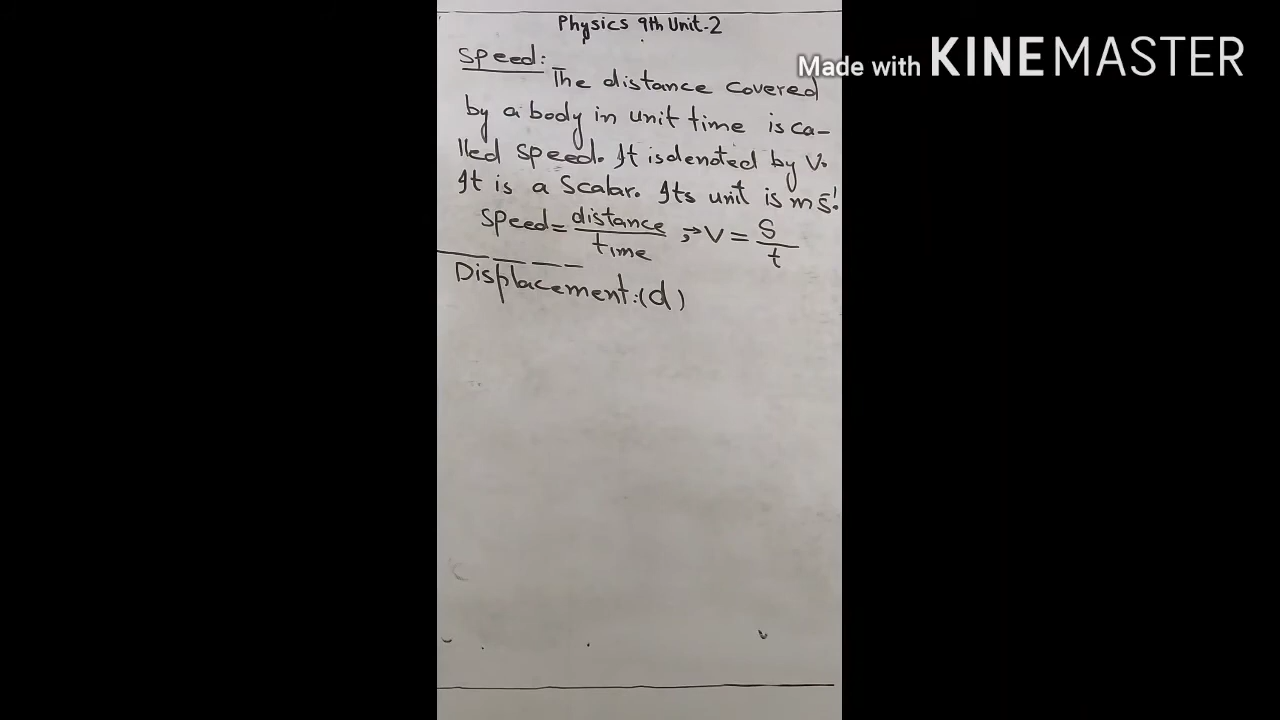 Physics 9th Unit-2
Made with KINEMASTER
Speed:
The distance covered
by a body in unit time is ca-
lled speed. It is denoted by V.
It is a Scalar. Its unit is ms⁻¹.
Speed = distance / time ; ⇒ V = S / t
Displacement:(d)